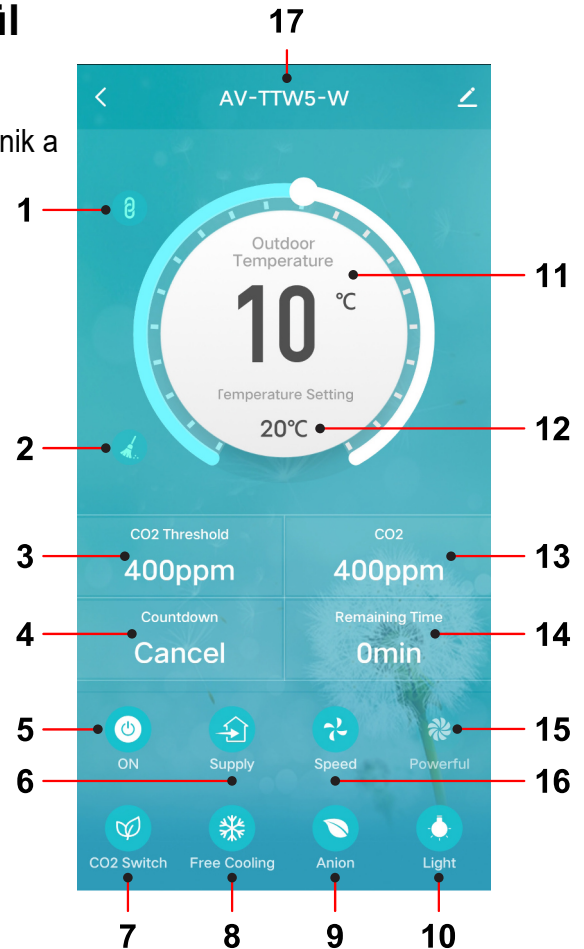 17
AV-TTW5-W
nik a
1
Outdoor
Temperature
11
10 °C
Temperature Setting
20°C
12
2
CO2 Threshold
CO2
3
400ppm
400ppm
13
Countdown
Remaining Time
4
Cancel
0min
14
5
15
ON
Supply
Speed
Powerful
6
16
CO2 Switch
Free Cooling
Anion
Light
7
8
9
10